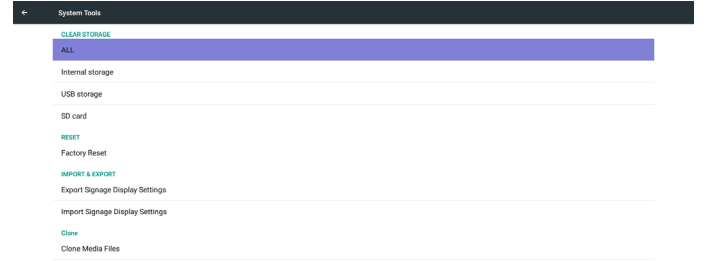 System Tools
CLEAR STORAGE
ALL
Internal storage
USB storage
SD card
RESET
Factory Reset
IMPORT & EXPORT
Export Signage Display Settings
Import Signage Display Settings
Clone
Clone Media Files